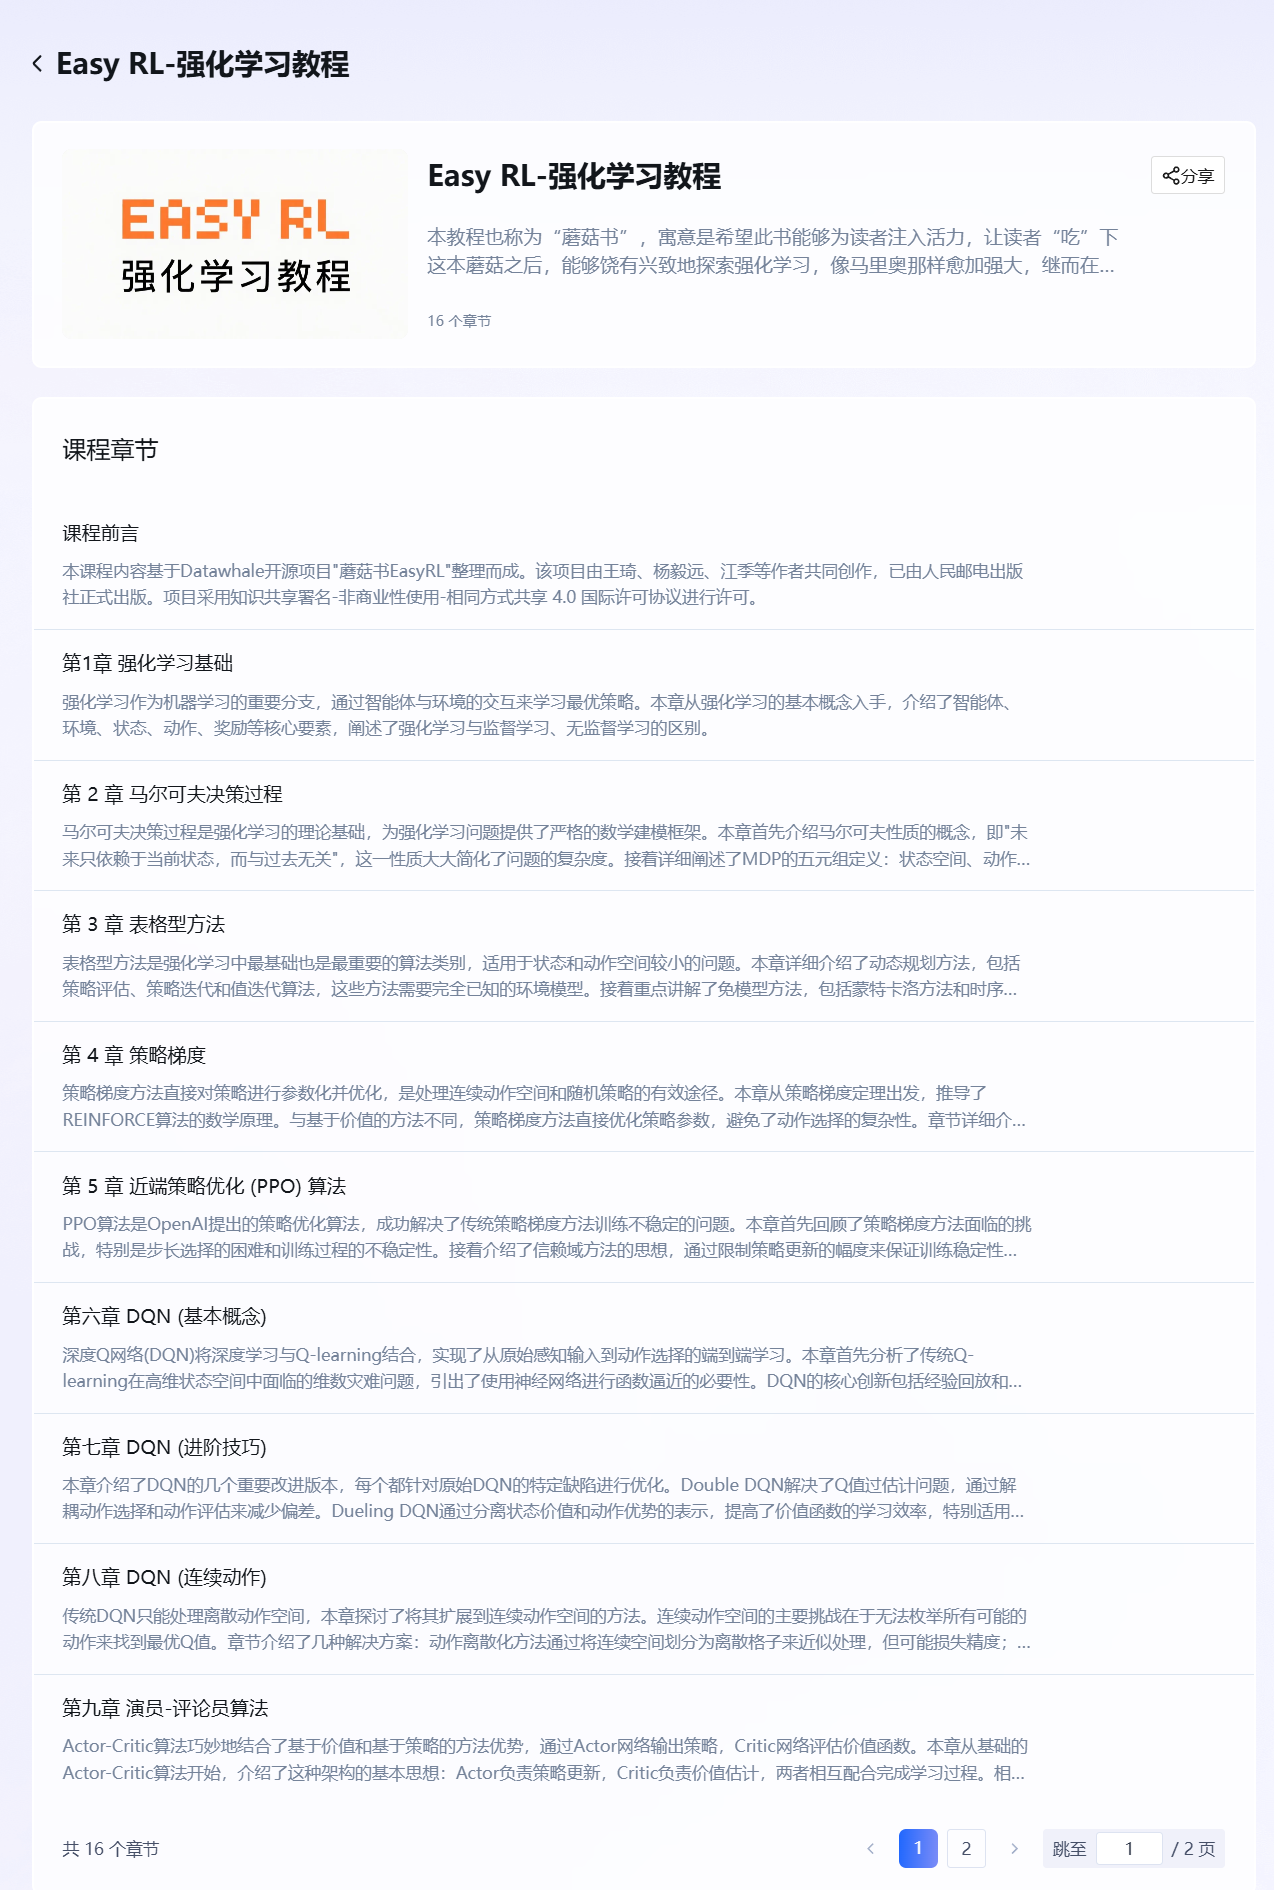 Easy RL-强化学习教程
EASY RL
强化学习教程
Easy RL-强化学习教程
分享
本教程也称为“蘑菇书”，寓意是希望此书能够为读者注入活力，让读者“吃”下
这本蘑菇之后，能够饶有兴致地探索强化学习，像马里奥那样愈加强大，继而在...
16 个章节
课程章节
课程前言
本课程内容基于Datawhale开源项目"蘑菇书EasyRL"整理而成。该项目由王琦、杨毅远、江季等作者共同创作，已由人民邮电出版
社正式出版。项目采用知识共享署名-非商业性使用-相同方式共享 4.0 国际许可协议进行许可。
第1章 强化学习基础
强化学习作为机器学习的重要分支，通过智能体与环境的交互来学习最优策略。本章从强化学习的基本概念入手，介绍了智能体、
环境、状态、动作、奖励等核心要素，阐述了强化学习与监督学习、无监督学习的区别。
第 2 章 马尔可夫决策过程
马尔可夫决策过程是强化学习的理论基础，为强化学习问题提供了严格的数学建模框架。本章首先介绍马尔可夫性质的概念，即"未
来只依赖于当前状态，而与过去无关"，这一性质大大简化了问题的复杂度。接着详细阐述了MDP的五元组定义：状态空间、动作...
第 3 章 表格型方法
表格型方法是强化学习中最基础也是最重要的算法类别，适用于状态和动作空间较小的问题。本章详细介绍了动态规划方法，包括
策略评估、策略迭代和值迭代算法，这些方法需要完全已知的环境模型。接着重点讲解了免模型方法，包括蒙特卡洛方法和时序...
第 4 章 策略梯度
策略梯度方法直接对策略进行参数化并优化，是处理连续动作空间和随机策略的有效途径。本章从策略梯度定理出发，推导了
REINFORCE算法的数学原理。与基于价值的方法不同，策略梯度方法直接优化策略参数，避免了动作选择的复杂性。章节详细介...
第 5 章 近端策略优化 (PPO) 算法
PPO算法是OpenAI提出的策略优化算法，成功解决了传统策略梯度方法训练不稳定的问题。本章首先回顾了策略梯度方法面临的挑
战，特别是步长选择的困难和训练过程的不稳定性。接着介绍了信赖域方法的思想，通过限制策略更新的幅度来保证训练稳定性...
第六章 DQN (基本概念)
深度Q网络(DQN)将深度学习与Q-learning结合，实现了从原始感知输入到动作选择的端到端学习。本章首先分析了传统Q-
learning在高维状态空间中面临的维数灾难问题，引出了使用神经网络进行函数逼近的必要性。DQN的核心创新包括经验回放和...
第七章 DQN (进阶技巧)
本章介绍了DQN的几个重要改进版本，每个都针对原始DQN的特定缺陷进行优化。Double DQN解决了Q值过估计问题，通过解
耦动作选择和动作评估来减少偏差。Dueling DQN通过分离状态价值和动作优势的表示，提高了价值函数的学习效率，特别适用...
第八章 DQN (连续动作)
传统DQN只能处理离散动作空间，本章探讨了将其扩展到连续动作空间的方法。连续动作空间的主要挑战在于无法枚举所有可能的
动作来找到最优Q值。章节介绍了几种解决方案：动作离散化方法通过将连续空间划分为离散格子来近似处理，但可能损失精度；...
第九章 演员-评论员算法
Actor-Critic算法巧妙地结合了基于价值和基于策略的方法优势，通过Actor网络输出策略，Critic网络评估价值函数。本章从基础的
Actor-Critic算法开始，介绍了这种架构的基本思想：Actor负责策略更新，Critic负责价值估计，两者相互配合完成学习过程。相...
共 16 个章节
1 2 跳至 1 / 2 页